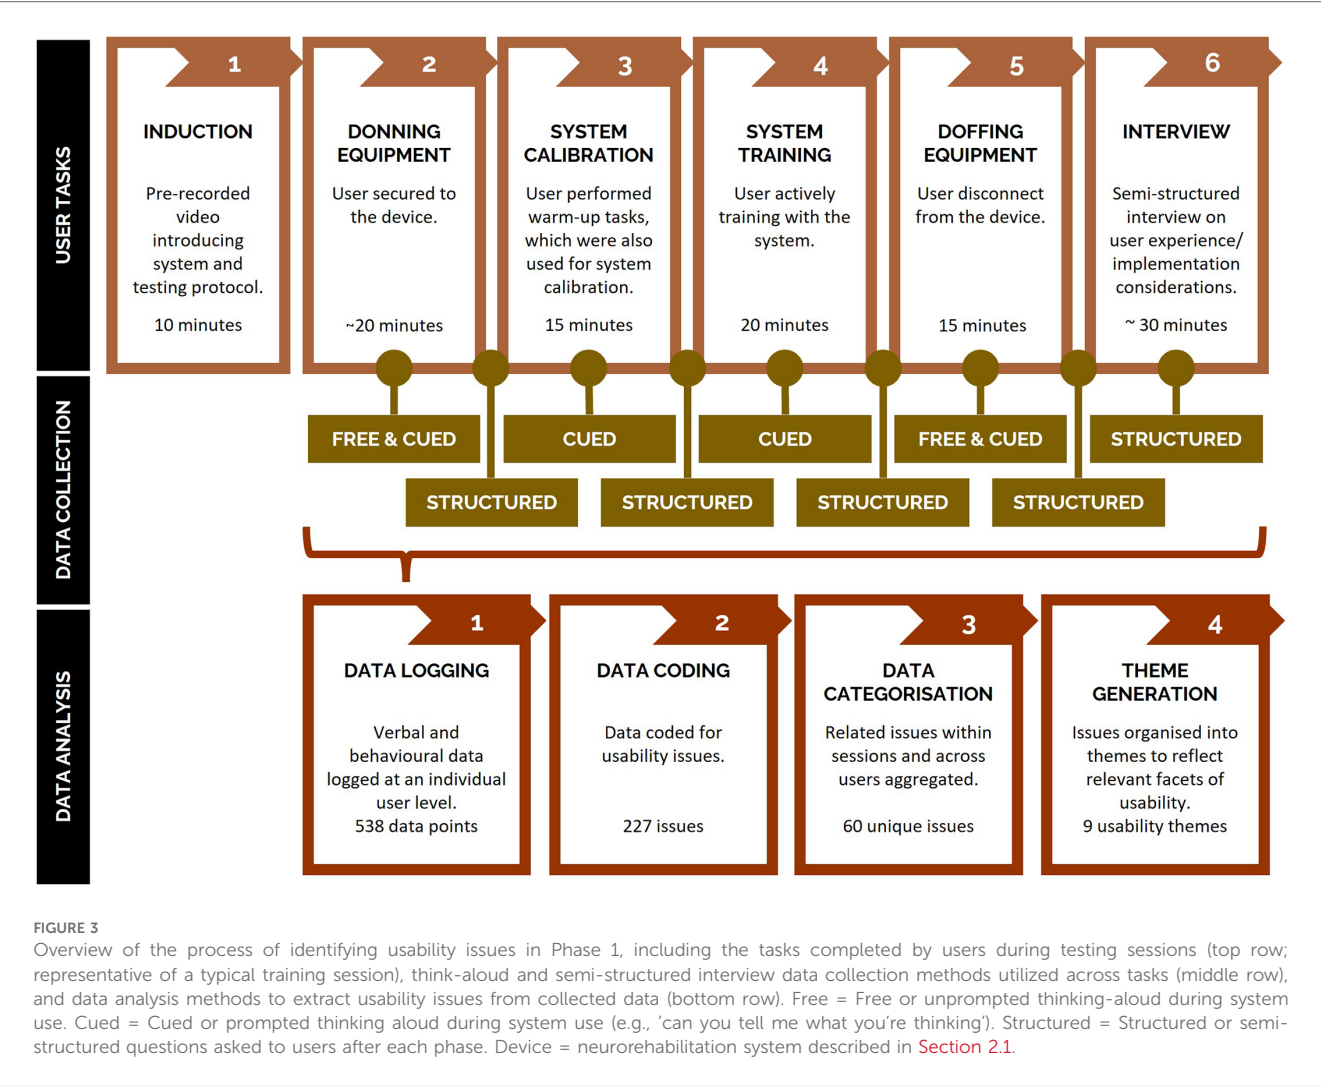 USER TASKS
1
INDUCTION
Pre-recorded
video
introducing
system and
testing protocol.
10 minutes
2
DONNING
EQUIPMENT
User secured to
the device.
~20 minutes
3
SYSTEM
CALIBRATION
User performed
warm-up tasks,
which were also
used for system
calibration.
15 minutes
4
SYSTEM
TRAINING
User actively
training with the
system.
20 minutes
5
DOFFING
EQUIPMENT
User disconnect
from the device.
15 minutes
6
INTERVIEW
Semi-structured
interview on
user experience/
implementation
considerations.
~ 30 minutes
DATA COLLECTION
FREE & CUED
CUED
CUED
FREE & CUED
STRUCTURED
STRUCTURED
STRUCTURED
STRUCTURED
STRUCTURED
DATA ANALYSIS
1
DATA LOGGING
Verbal and
behavioural data
logged at an individual
user level.
538 data points
2
DATA CODING
Data coded for
usability issues.
227 issues
3
DATA
CATEGORISATION
Related issues within
sessions and across
users aggregated.
60 unique issues
4
THEME
GENERATION
Issues organised into
themes to reflect
relevant facets of
usability.
9 usability themes
FIGURE 3
Overview of the process of identifying usability issues in Phase 1, including the tasks completed by users during testing sessions (top row;
representative of a typical training session), think-aloud and semi-structured interview data collection methods utilized across tasks (middle row),
and data analysis methods to extract usability issues from collected data (bottom row). Free = Free or unprompted thinking-aloud during system
use. Cued = Cued or prompted thinking aloud during system use (e.g., ‘can you tell me what you’re thinking’). Structured = Structured or semi-
structured questions asked to users after each phase. Device = neurorehabilitation system described in Section 2.1.